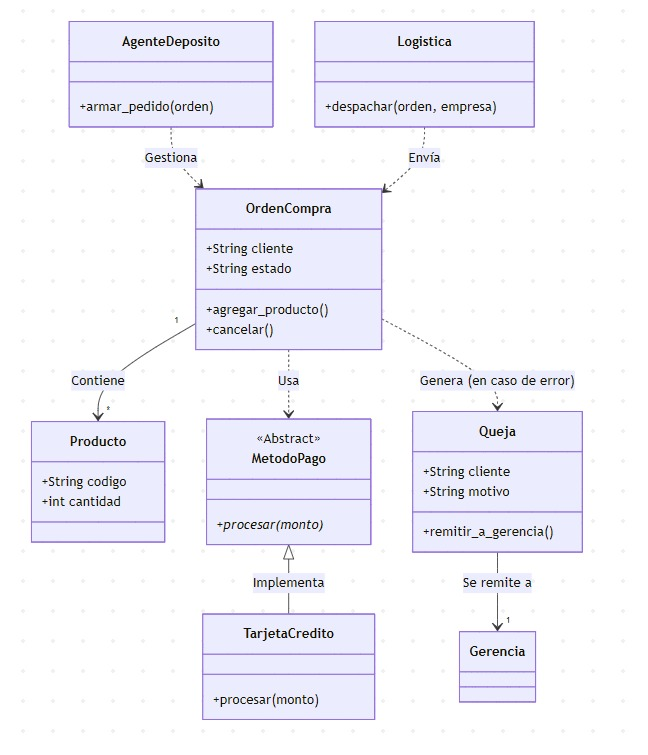 AgenteDeposito
+armar_pedido(orden)
Logistica
+despachar(orden, empresa)
Gestiona
Envía
OrdenCompra
+String cliente
+String estado
+agregar_producto()
+cancelar()
1
Contiene
*
Usa
Genera (en caso de error)
Producto
+String codigo
+int cantidad
«Abstract»
MetodoPago
+procesar(monto)
Queja
+String cliente
+String motivo
+remitir_a_gerencia()
Implementa
Se remite a
1
TarjetaCredito
+procesar(monto)
Gerencia